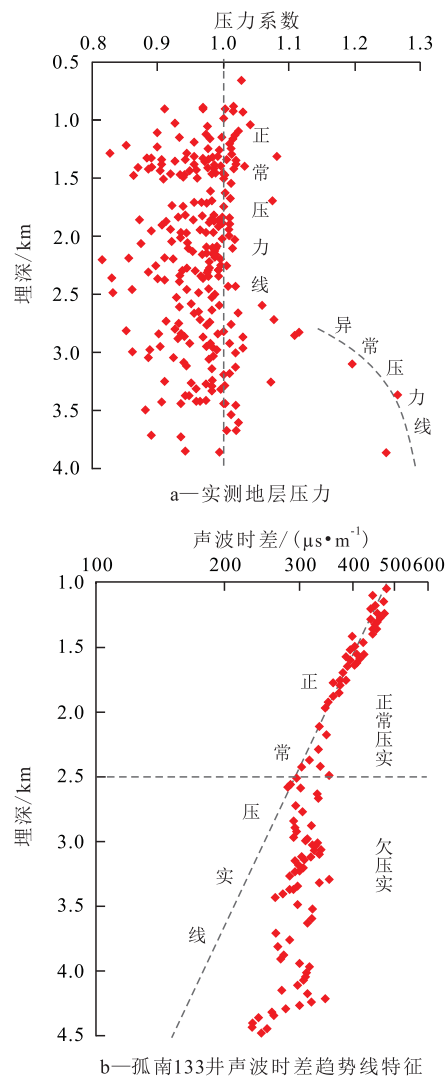 压力系数
0.8 0.9 1.0 1.1 1.2 1.3
0.5
1.0
1.5
2.0
2.5
3.0
3.5
4.0
埋深/km
正常压力线
异常压力线
a—实测地层压力
声波时差/(μs•m⁻¹)
100 200 300 400 500 600
1.0
1.5
2.0
2.5
3.0
3.5
4.0
4.5
埋深/km
正常压实线
正常压实
欠压实
b—孤南133井声波时差趋势线特征